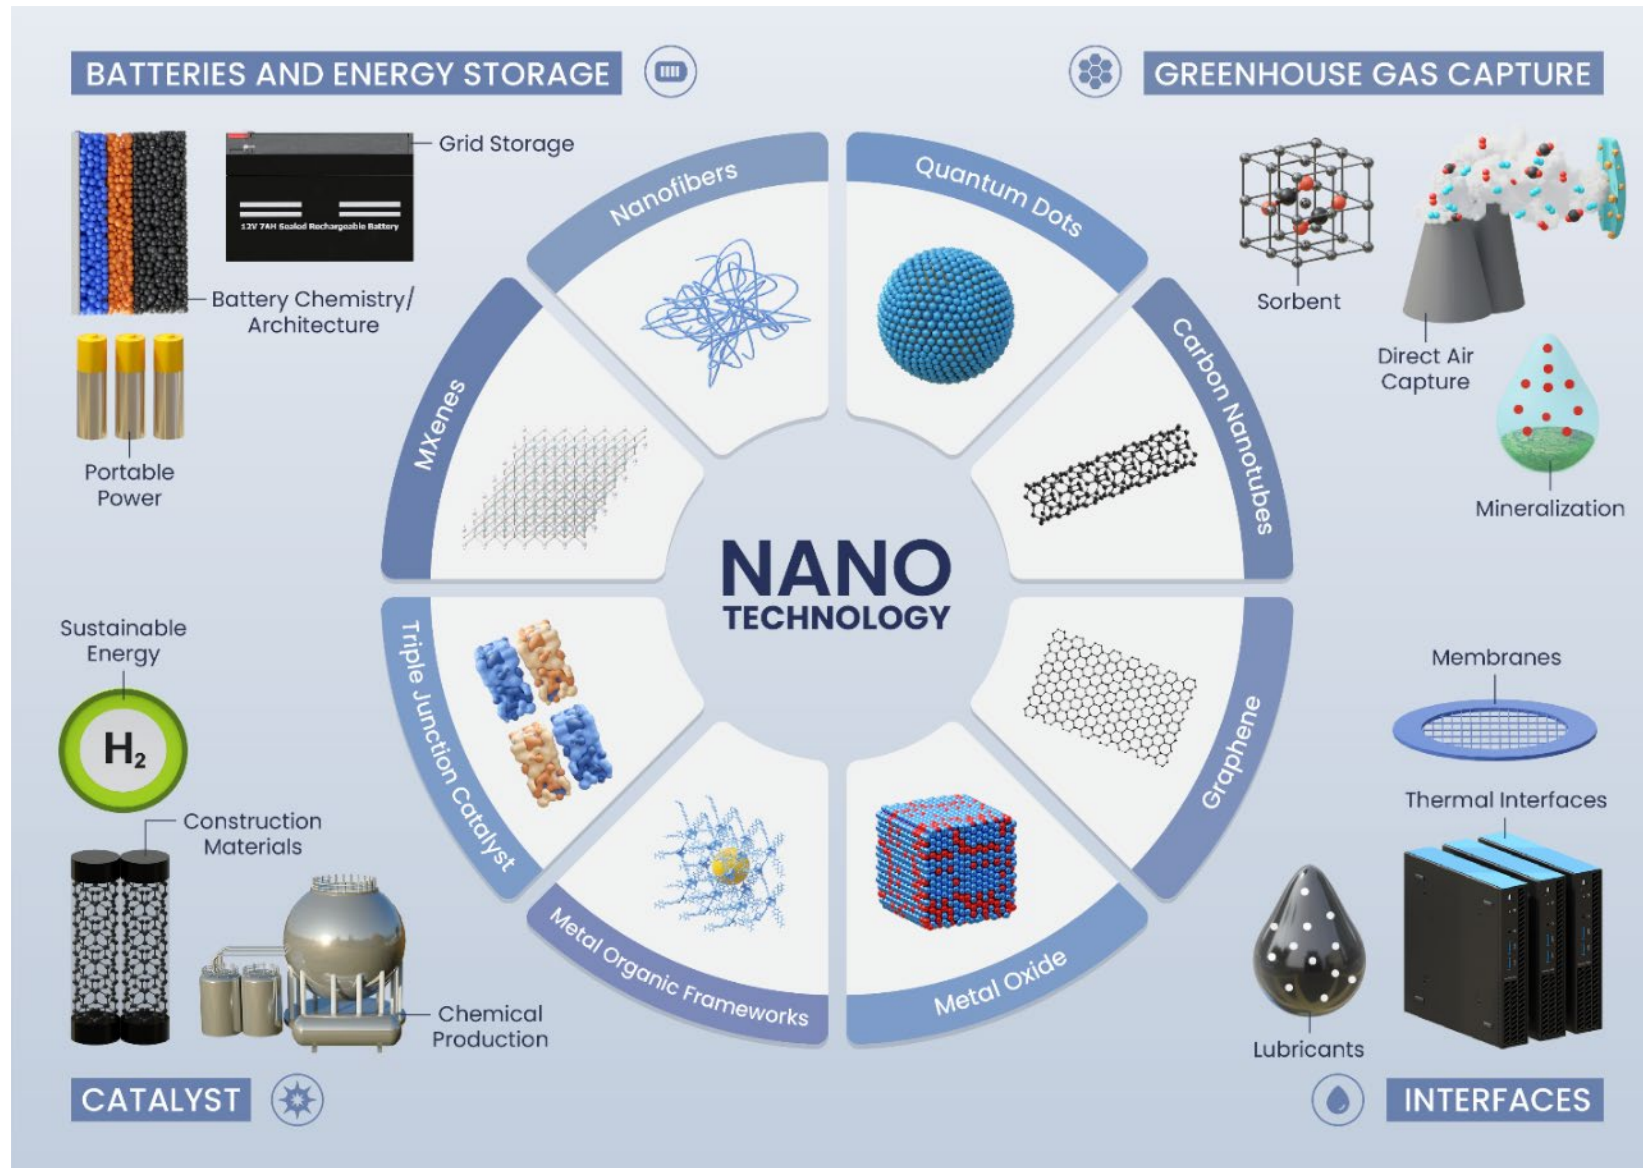 BATTERIES AND ENERGY STORAGE
GREENHOUSE GAS CAPTURE
Grid Storage
12V 7AH Sealed Rechargeable Battery
Battery Chemistry/
Architecture
Portable
Power
Sorbent
Direct Air
Capture
Mineralization
Nanofibers
Quantum Dots
Carbon Nanotubes
Graphene
Metal Oxide
Metal Organic Frameworks
Triple Junction Catalyst
MXenes
NANO
TECHNOLOGY
Sustainable
Energy
H₂
Construction
Materials
Chemical
Production
CATALYST
Membranes
Thermal Interfaces
Lubricants
INTERFACES